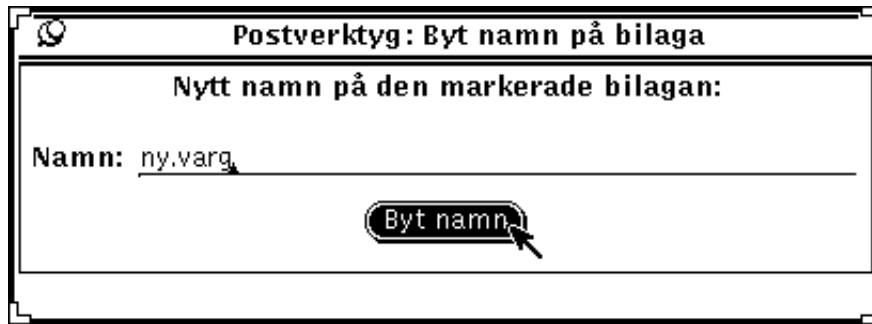 Postverktyg: Byt namn på bilaga
Nytt namn på den markerade bilagan:
Namn: ny.varg
Byt namn